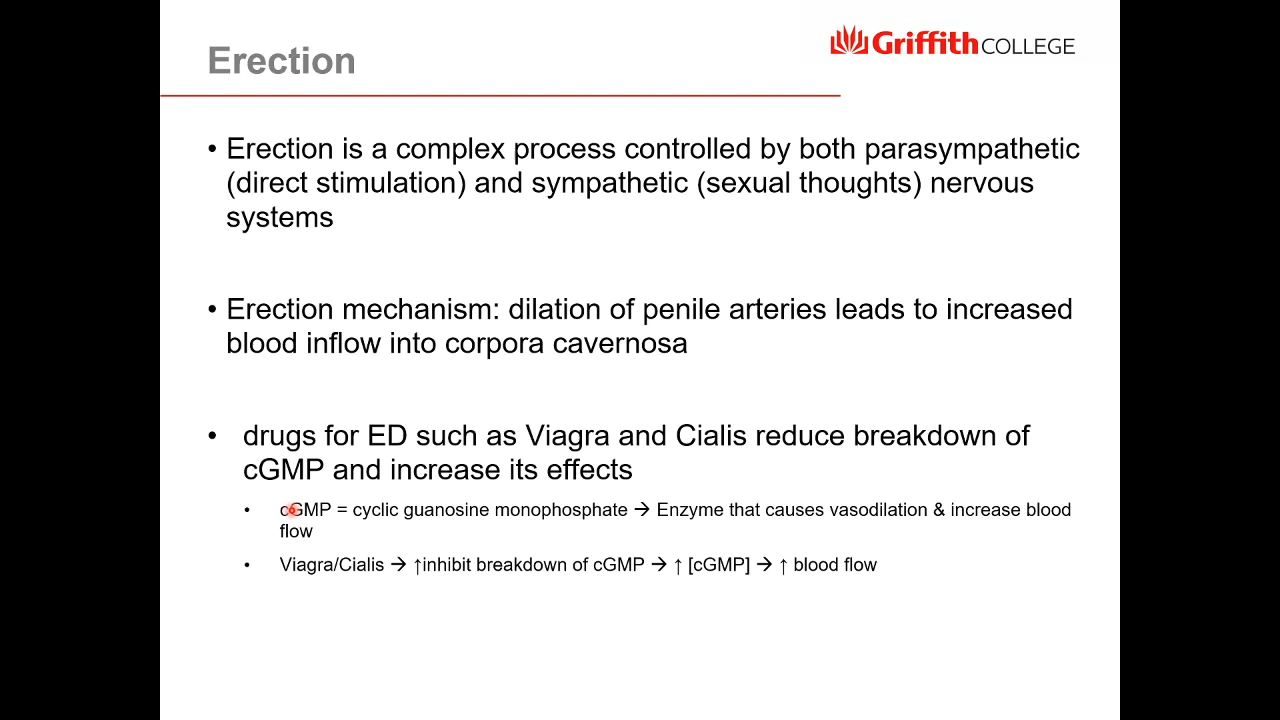 Erection
Griffith COLLEGE
• Erection is a complex process controlled by both parasympathetic
(direct stimulation) and sympathetic (sexual thoughts) nervous
systems
• Erection mechanism: dilation of penile arteries leads to increased
blood inflow into corpora cavernosa
• drugs for ED such as Viagra and Cialis reduce breakdown of
cGMP and increase its effects
• cGMP = cyclic guanosine monophosphate → Enzyme that causes vasodilation & increase blood
flow
• Viagra/Cialis → ↑inhibit breakdown of cGMP → ↑ [cGMP] → ↑ blood flow